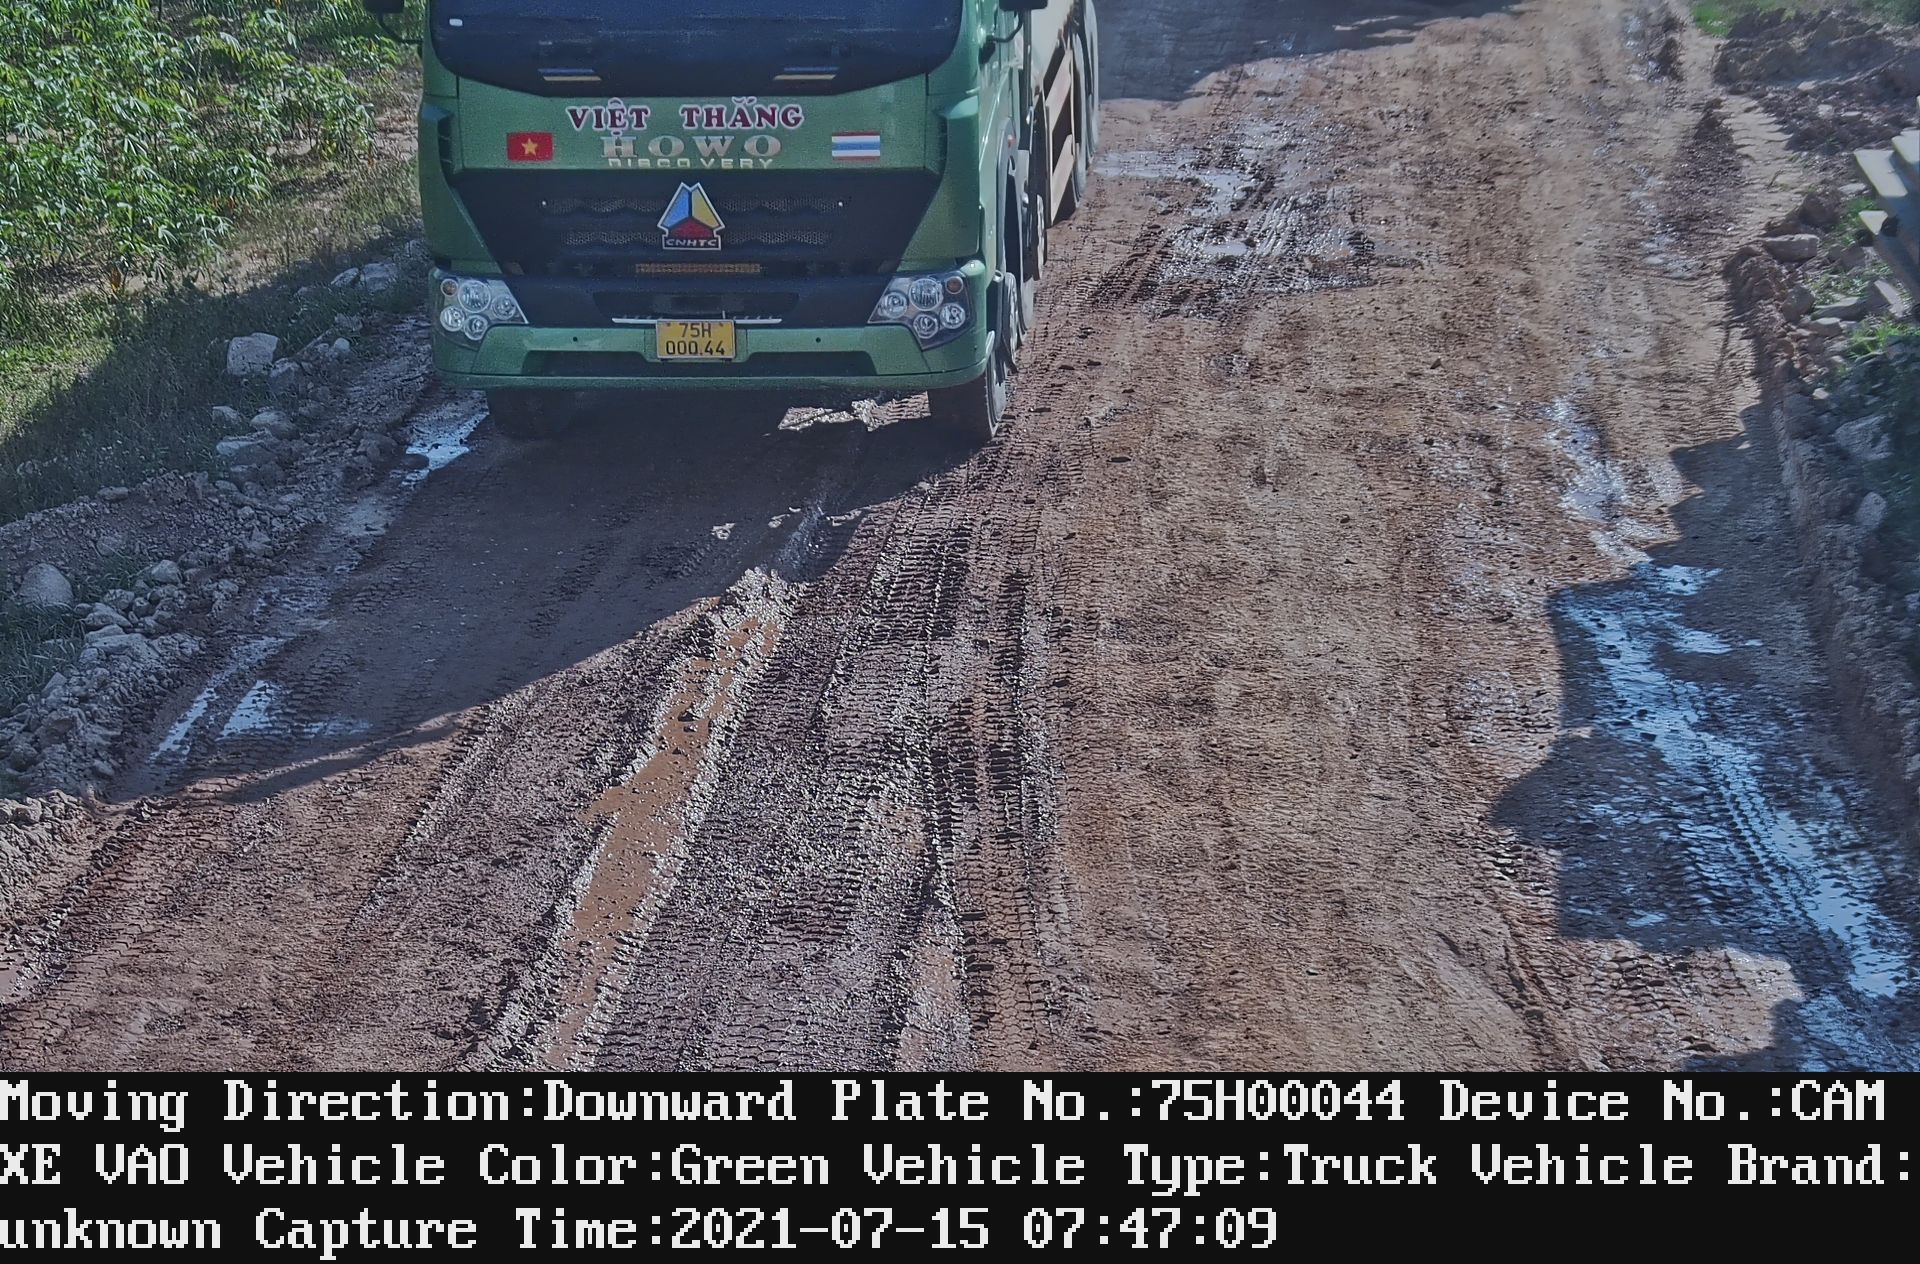 VIỆT THẮNG
HOWO
DISCOVERY
CNHTC
75H
000.44
Moving Direction:Downward Plate No.:75H00044 Device No.:CAM
XE VAO Vehicle Color:Green Vehicle Type:Truck Vehicle Brand:
unknown Capture Time:2021-07-15 07:47:09